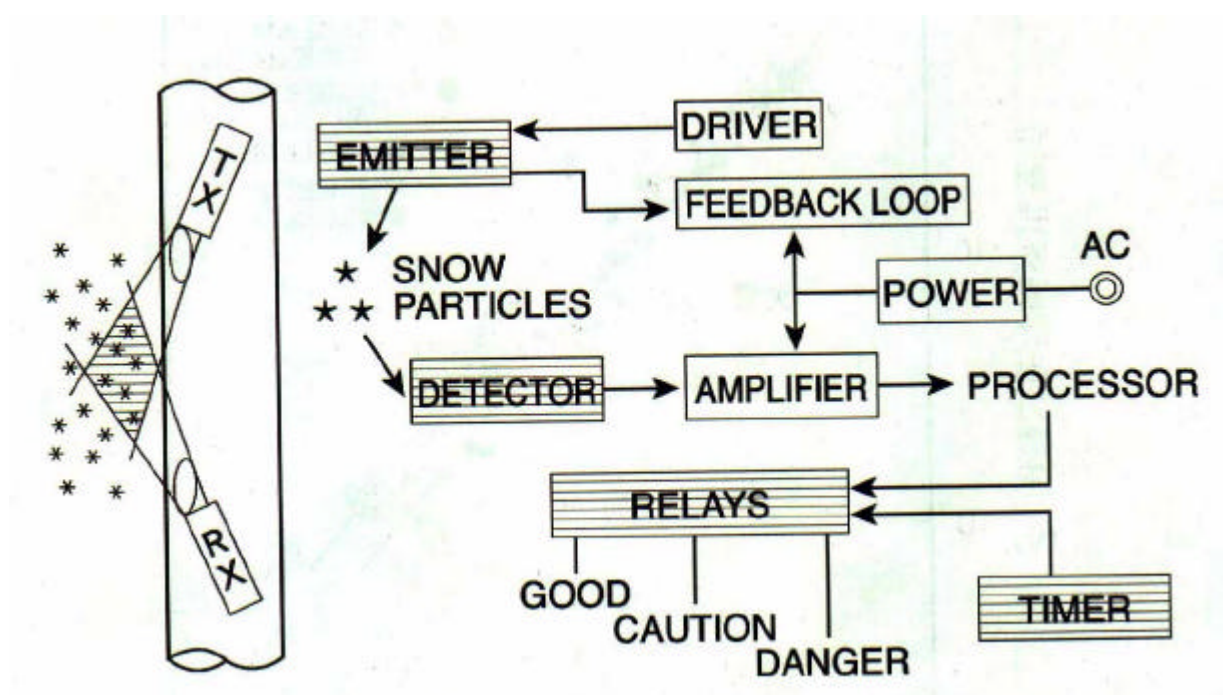 TX
RX
DRIVER
EMITTER
FEEDBACK LOOP
AC
SNOW
PARTICLES
POWER
DETECTOR
AMPLIFIER
PROCESSOR
RELAYS
GOOD
CAUTION
DANGER
TIMER